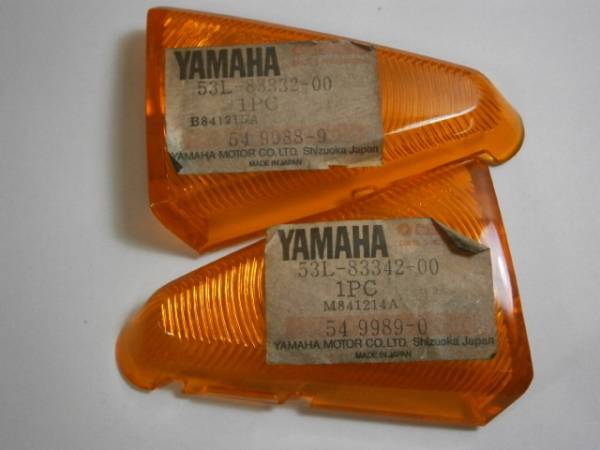 YAMAHA
53L-83332-00
1PC
54 9988-9
YAMAHA MOTOR CO.,LTD. Shizuoka Japan
MADE IN JAPAN
YAMAHA
53L-83342-00
1PC
M841214A
54 9989-0
YAMAHA MOTOR CO.,LTD. Shizuoka Japan
MADE IN JAPAN